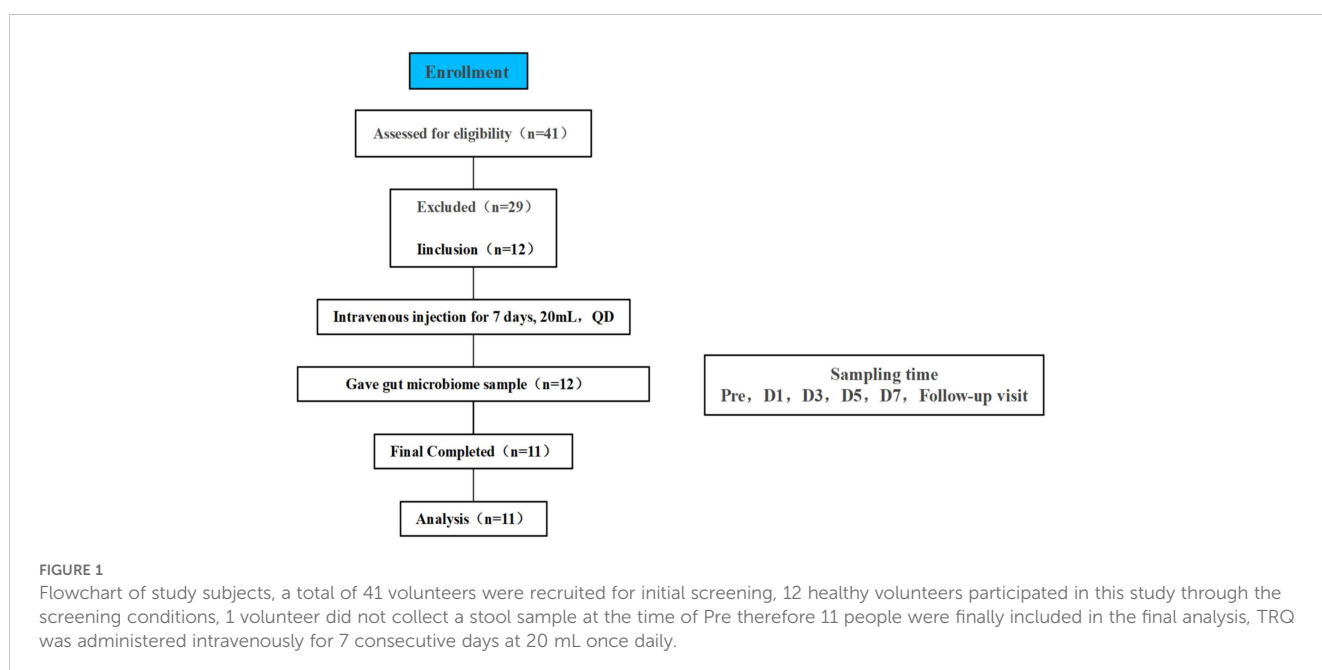 Enrollment
Assessed for eligibility（n=41）
Excluded（n=29）
Iinclusion（n=12）
Intravenous injection for 7 days, 20mL，QD
Gave gut microbiome sample（n=12）
Sampling time
Pre，D1，D3，D5，D7，Follow-up visit
Final Completed（n=11）
Analysis（n=11）
FIGURE 1
Flowchart of study subjects, a total of 41 volunteers were recruited for initial screening, 12 healthy volunteers participated in this study through the
screening conditions, 1 volunteer did not collect a stool sample at the time of Pre therefore 11 people were finally included in the final analysis, TRQ
was administered intravenously for 7 consecutive days at 20 mL once daily.